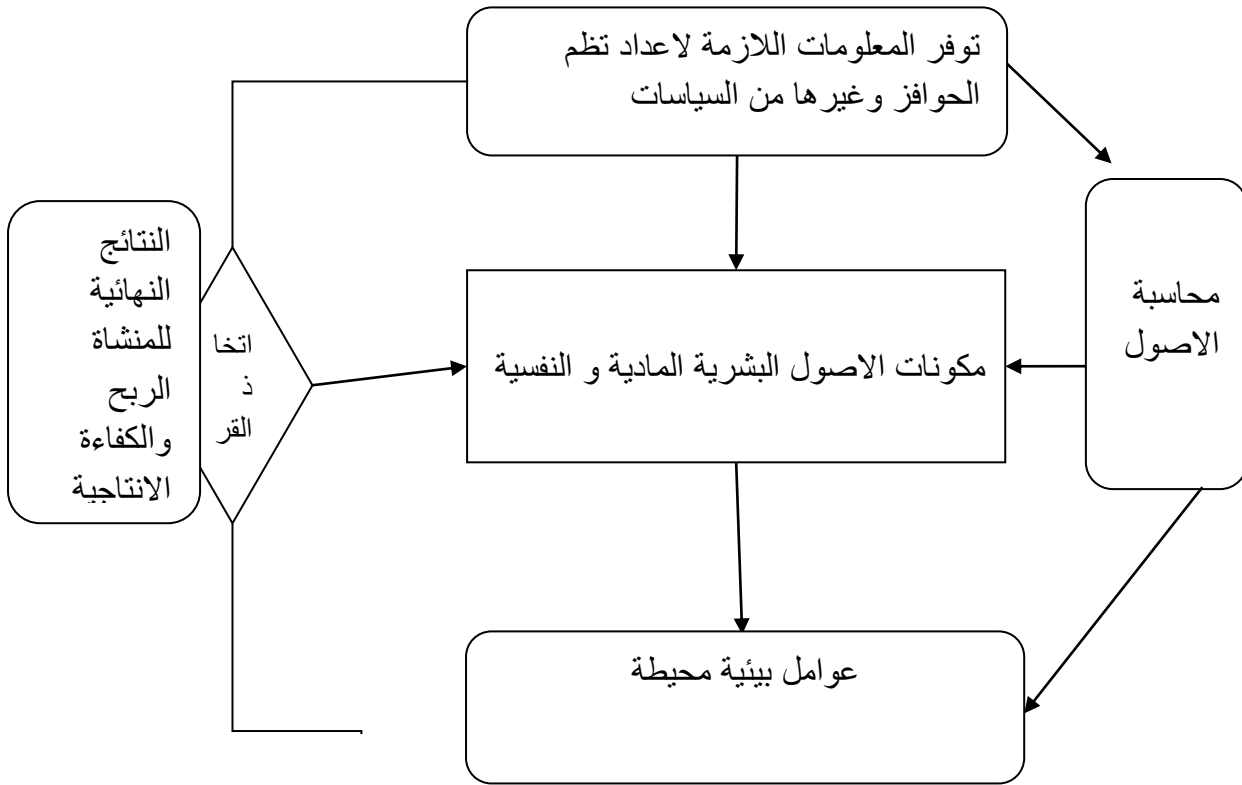 توفر المعلومات اللازمة لاعداد تظم
الحوافز وغيرها من السياسات
محاسبة
الاصول
مكونات الاصول البشرية المادية و النفسية
اتخا
ذ
القر
النتائج
النهائية
للمنشاة
الربح
والكفاءة
الانتاجية
عوامل بيئية محيطة